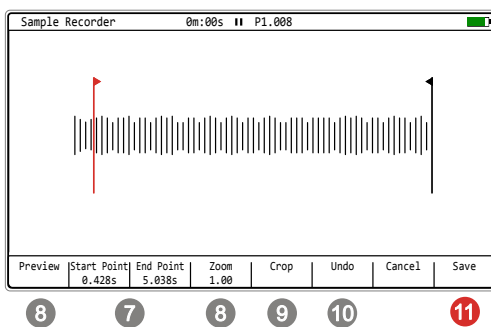 Sample Recorder 0m:00s P1.008
Preview Start Point End Point Zoom Crop Undo Cancel Save
0.428s 5.038s 1.00
8 7 8 9 10 11